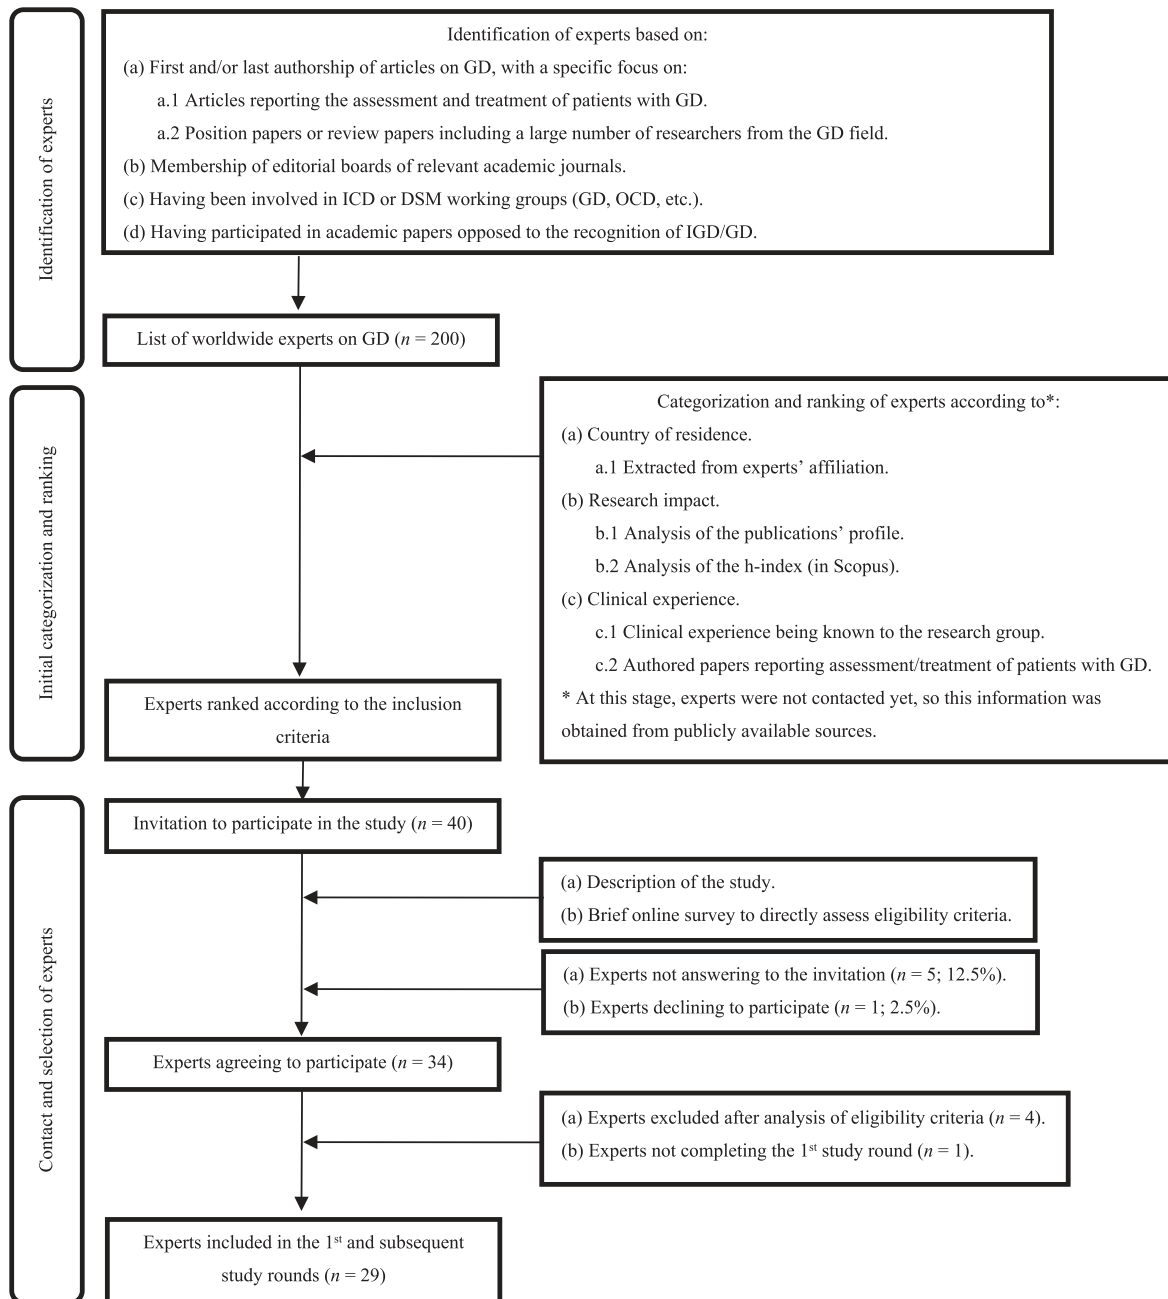 Identification of experts
Identification of experts based on:
(a) First and/or last authorship of articles on GD, with a specific focus on:
a.1 Articles reporting the assessment and treatment of patients with GD.
a.2 Position papers or review papers including a large number of researchers from the GD field.
(b) Membership of editorial boards of relevant academic journals.
(c) Having been involved in ICD or DSM working groups (GD, OCD, etc.).
(d) Having participated in academic papers opposed to the recognition of IGD/GD.
List of worldwide experts on GD (n = 200)
Initial categorization and ranking
Categorization and ranking of experts according to*:
(a) Country of residence.
a.1 Extracted from experts’ affiliation.
(b) Research impact.
b.1 Analysis of the publications’ profile.
b.2 Analysis of the h-index (in Scopus).
(c) Clinical experience.
c.1 Clinical experience being known to the research group.
c.2 Authored papers reporting assessment/treatment of patients with GD.
* At this stage, experts were not contacted yet, so this information was
obtained from publicly available sources.
Experts ranked according to the inclusion
criteria
Contact and selection of experts
Invitation to participate in the study (n = 40)
(a) Description of the study.
(b) Brief online survey to directly assess eligibility criteria.
(a) Experts not answering to the invitation (n = 5; 12.5%).
(b) Experts declining to participate (n = 1; 2.5%).
Experts agreeing to participate (n = 34)
(a) Experts excluded after analysis of eligibility criteria (n = 4).
(b) Experts not completing the 1st study round (n = 1).
Experts included in the 1st and subsequent
study rounds (n = 29)